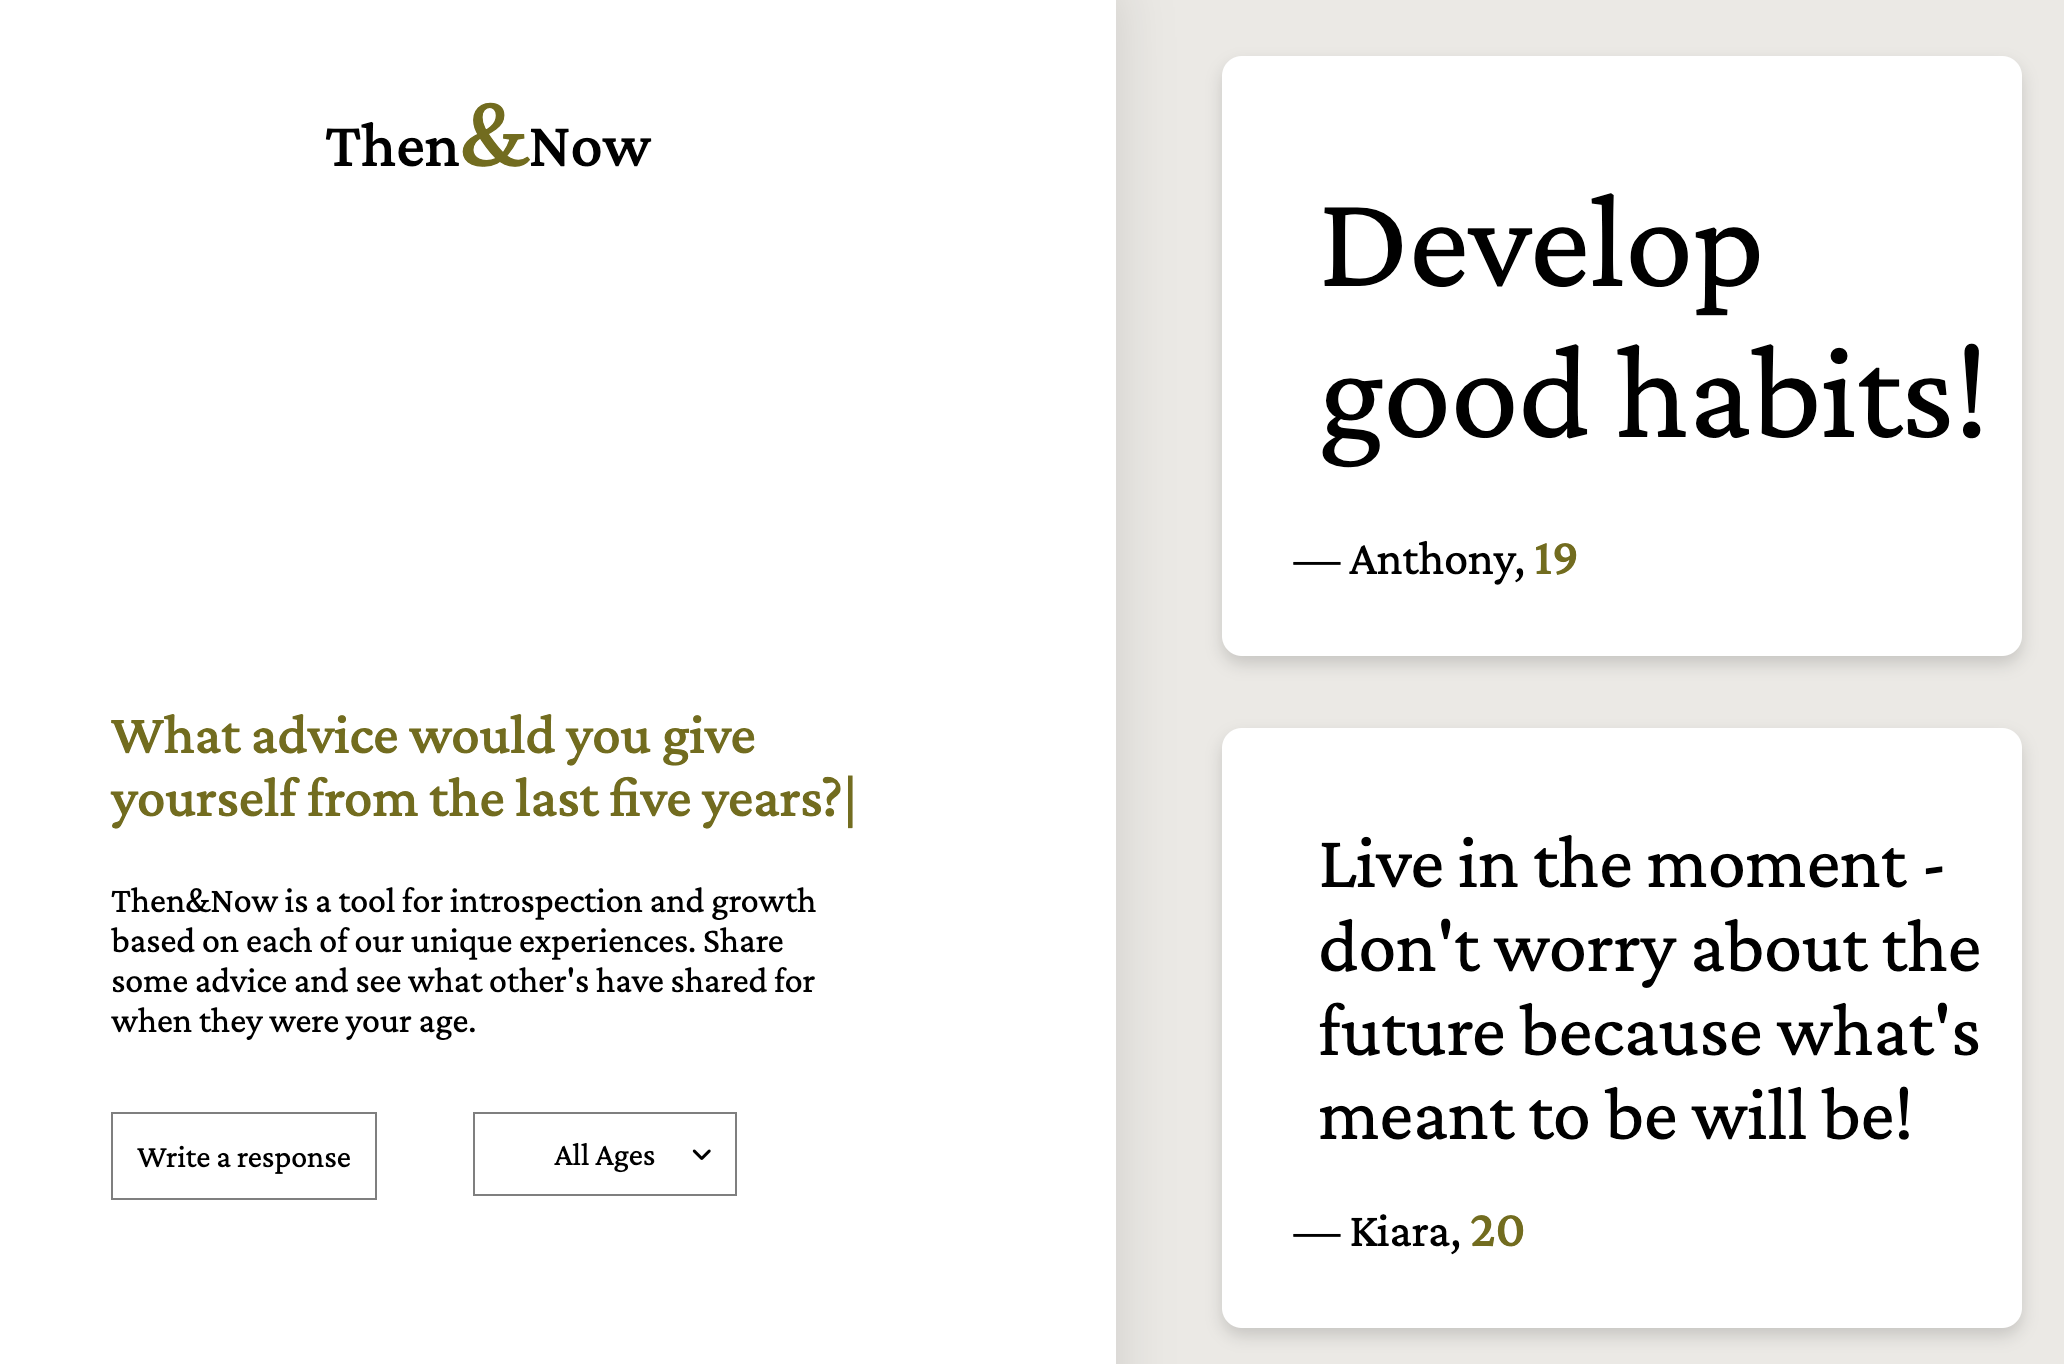 Then&Now
What advice would you give
yourself from the last five years?|
Then&Now is a tool for introspection and growth
based on each of our unique experiences. Share
some advice and see what other's have shared for
when they were your age.
Write a response
All Ages
Develop
good habits!
— Anthony, 19
Live in the moment -
don't worry about the
future because what's
meant to be will be!
— Kiara, 20